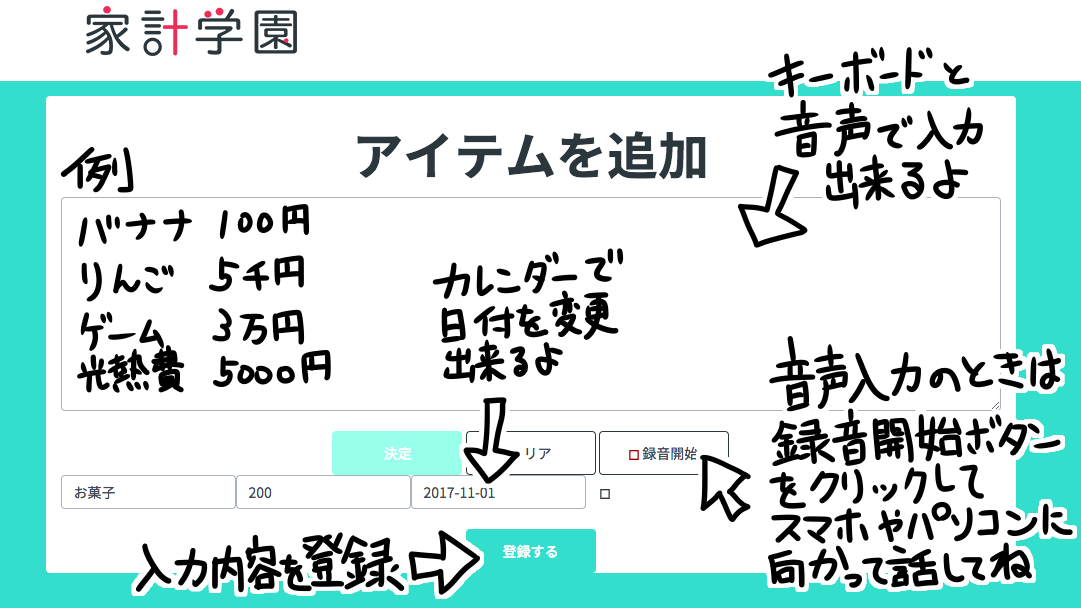 家計学園
アイテムを追加
キーボードと
音声で入力
出来るよ
例
バナナ 100円
りんご 5千円
ゲーム 3万円
光熱費 5000円
カレンダーで
日付を変更
出来るよ
音声入力のときは
録音開始ボダー
をクリックして
スマホやパソコンに
向かって話してね
決定
リア
録音開始
お菓子
200
2017-11-01
入力内容を登録
登録する